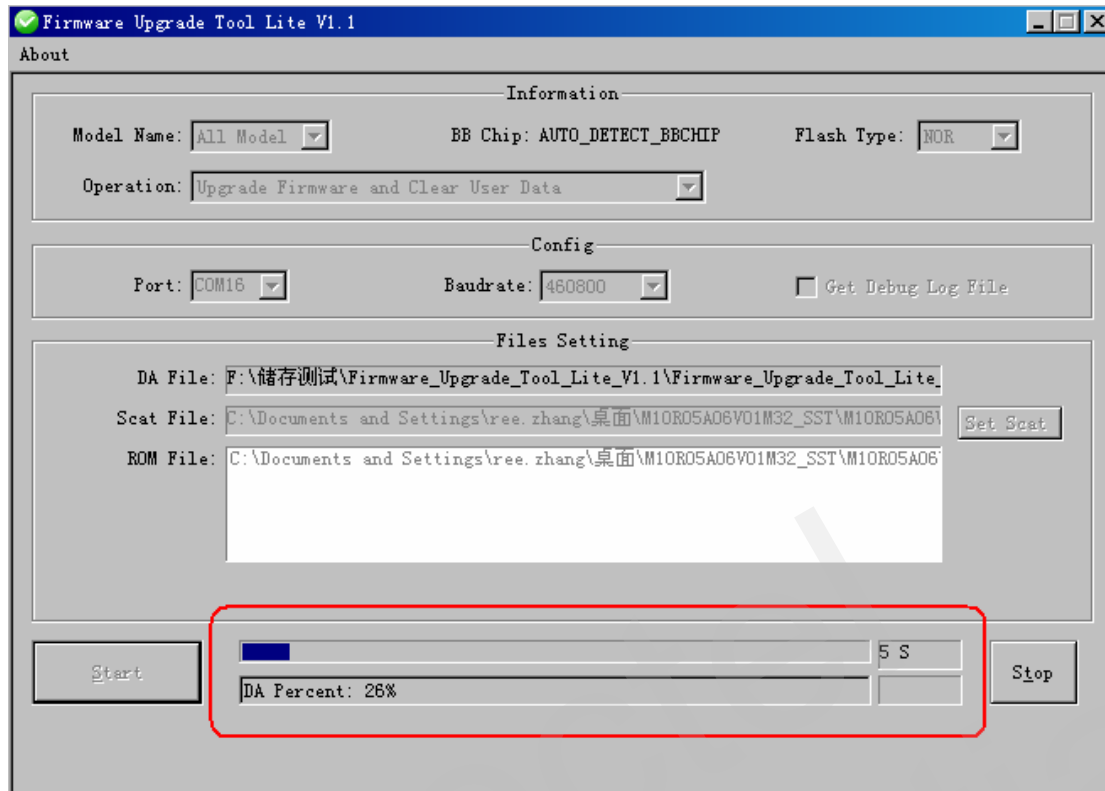 Firmware Upgrade Tool Lite V1.1
About
Information
Model Name: All Model BB Chip: AUTO_DETECT_BBCHIP Flash Type: NOR
Operation: Upgrade Firmware and Clear User Data
Config
Port: COM16 Baudrate: 460800 Get Debug Log File
Files Setting
DA File: F:\储存测试\Firmware_Upgrade_Tool_Lite_V1.1\Firmware_Upgrade_Tool_Lite_
Scat File: C:\Documents and Settings\ree.zhang\桌面\M10R05A06V01M32_SST\M10R05A06\ Set Scat
ROM File: C:\Documents and Settings\ree.zhang\桌面\M10R05A06V01M32_SST\M10R05A06
Start 5 S Stop
DA Percent: 26%